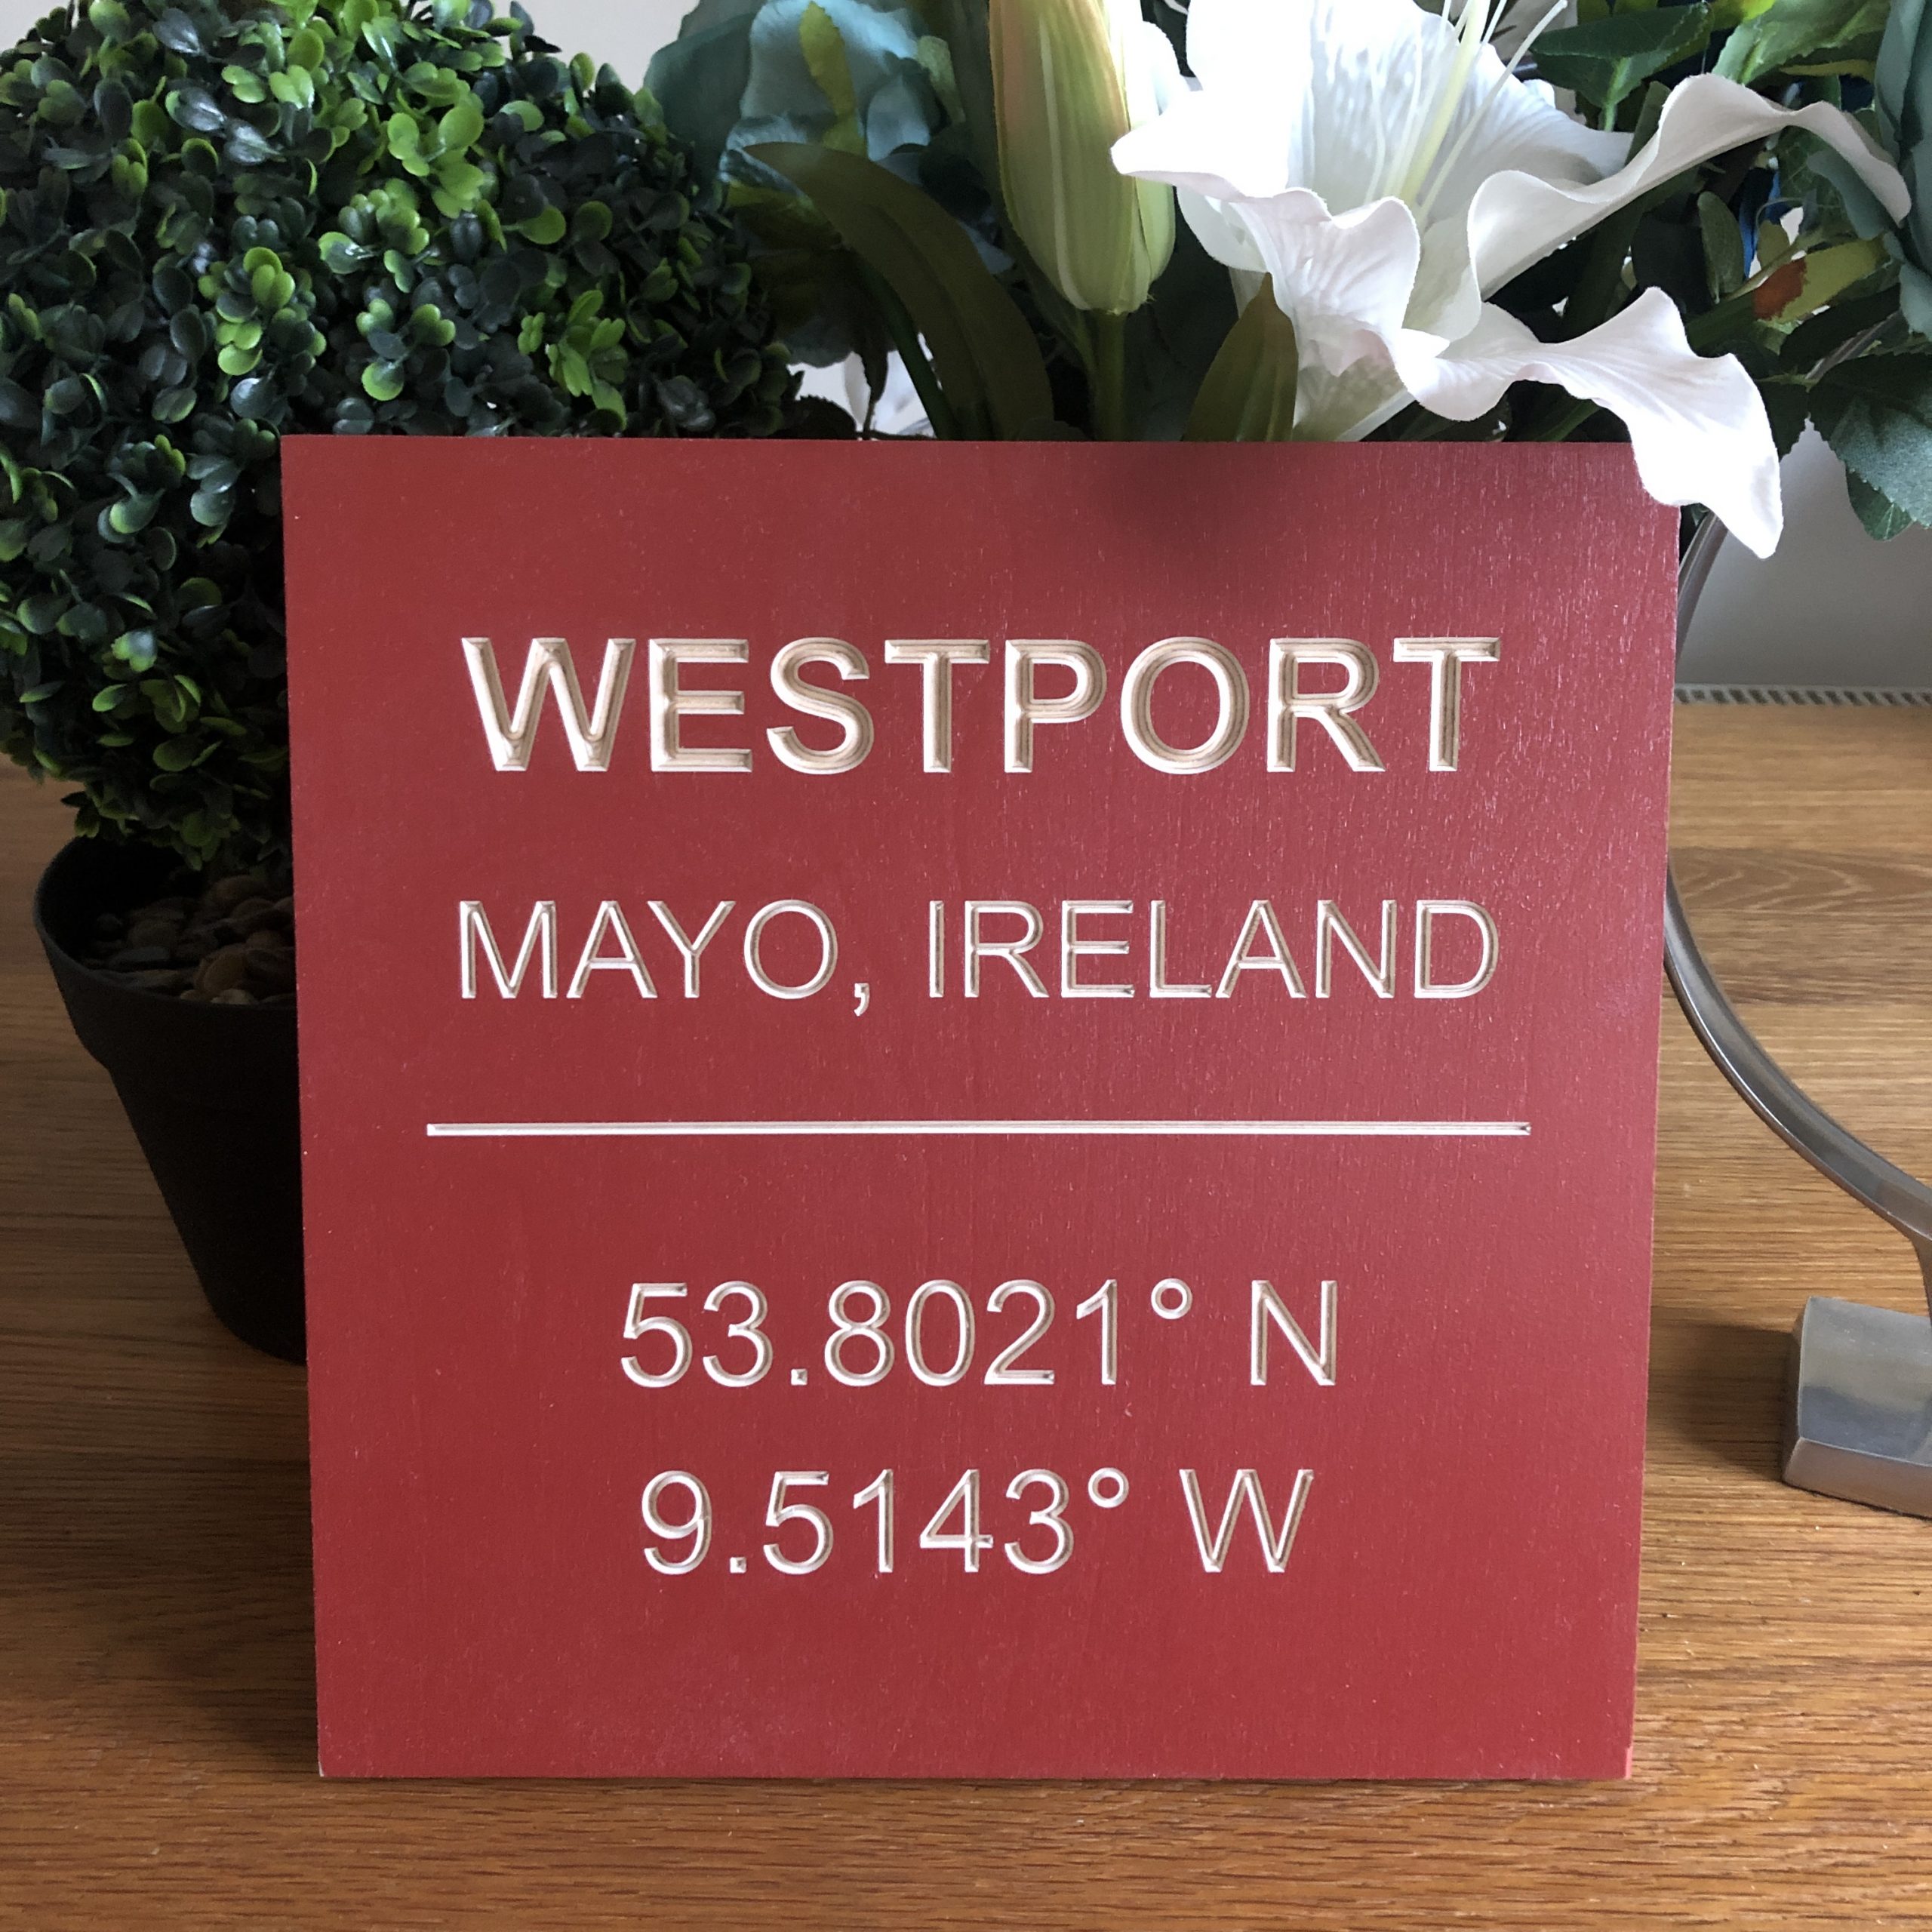 WESTPORT
MAYO, IRELAND
53.8021° N
9.5143° W